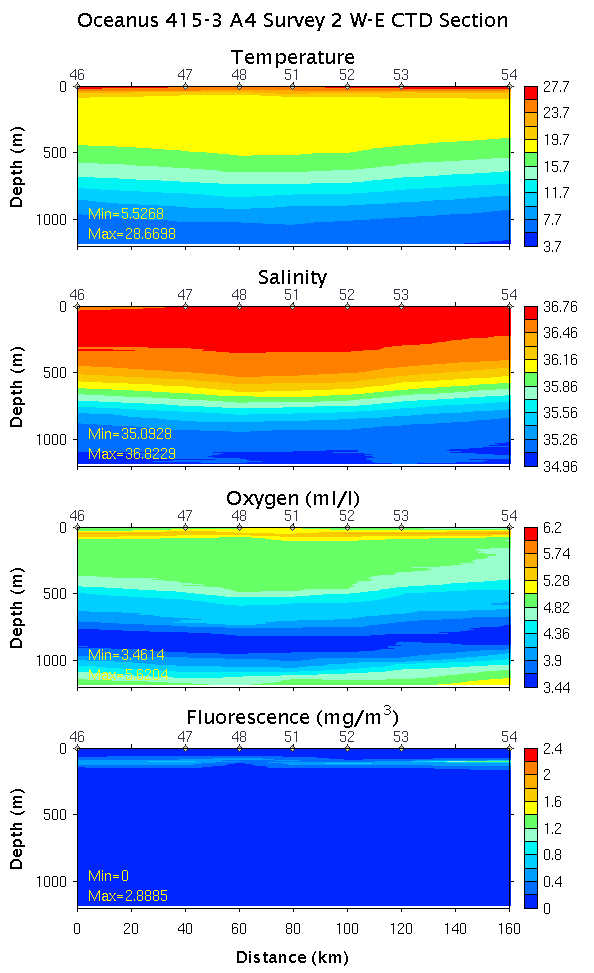 Oceanus 415-3 A4 Survey 2 W-E CTD Section
Temperature
46 47 48 51 53 54
0
500
1000
Depth (m)
Min=5.5268
Max=28.6698
27.7
23.7
19.7
15.7
11.7
7.7
3.7
Salinity
46 47 48 51 53 54
0
500
1000
Depth (m)
Min=35.0928
Max=36.8229
36.76
36.46
36.16
35.86
35.56
35.26
34.96
Oxygen (ml/l)
46 47 48 51 53 54
0
500
1000
Depth (m)
Min=3.4614
6.2
5.74
5.28
4.82
4.36
3.9
3.44
Fluorescence (mg/m³)
46 47 48 51 53 54
0
500
1000
Depth (m)
Min=0
Max=2.8885
2.4
2
1.6
1.2
0.8
0.4
0
0 20 40 60 80 100 120 140 160
Distance (km)